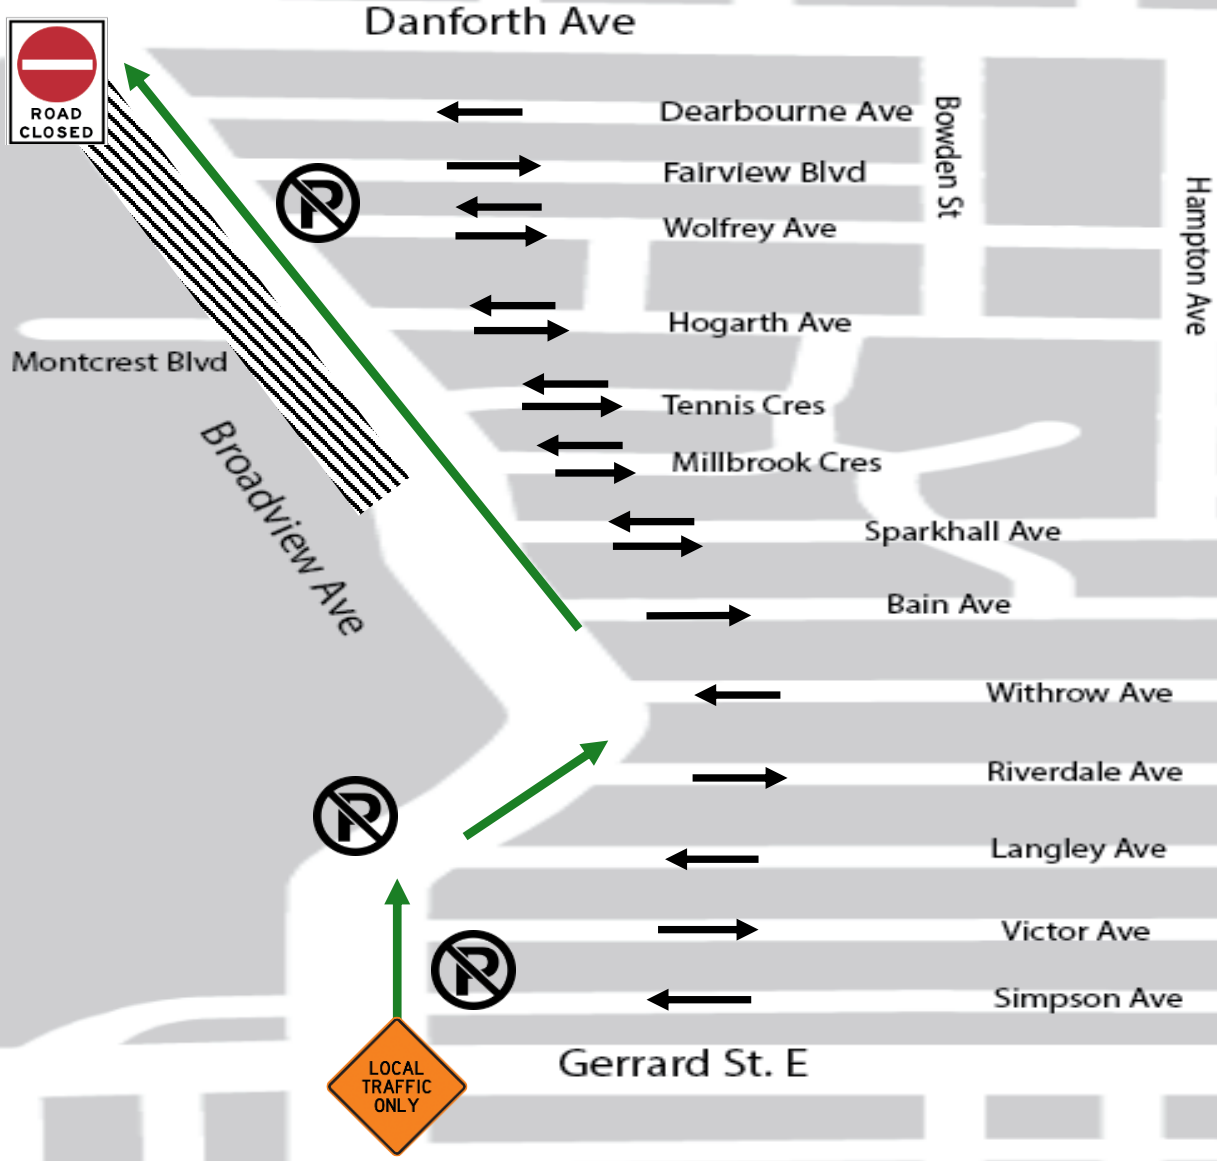 Danforth Ave
ROAD
CLOSED
Dearbourne Ave
Bowden St
Fairview Blvd
Hampton Ave
Wolfrey Ave
Hogarth Ave
Montcrest Blvd
Tennis Cres
Broadview Ave
Millbrook Cres
Sparkhall Ave
Bain Ave
Withrow Ave
Riverdale Ave
P
P
P
Langley Ave
Victor Ave
Simpson Ave
Gerrard St. E
LOCAL
TRAFFIC
ONLY